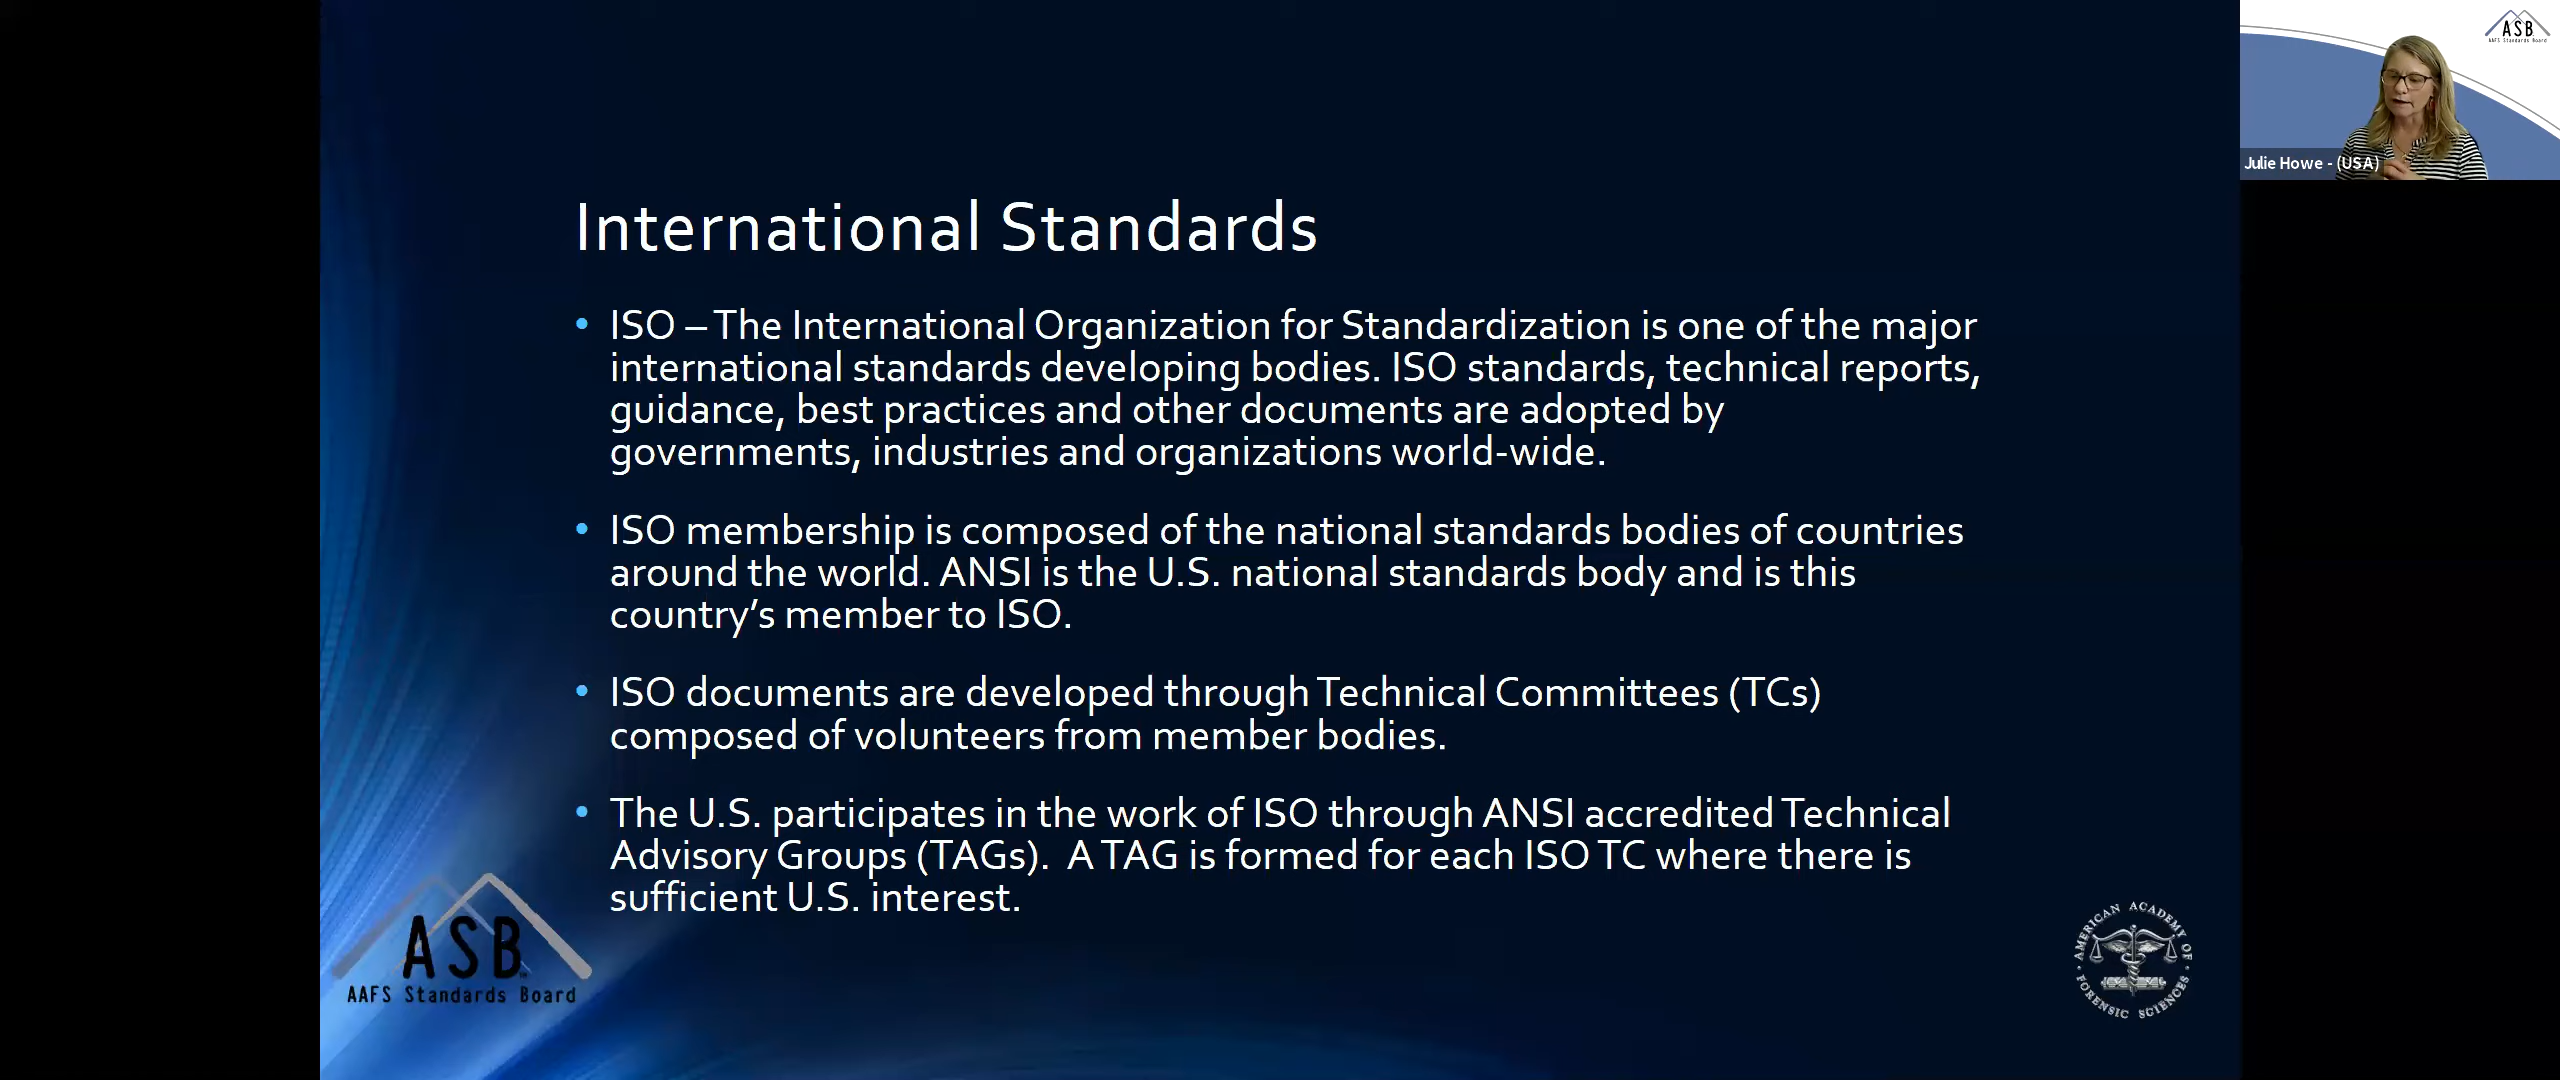 ASB
AAFS Standards Board
Julie Howe - (USA)
International Standards
• ISO – The International Organization for Standardization is one of the major
international standards developing bodies. ISO standards, technical reports,
guidance, best practices and other documents are adopted by
governments, industries and organizations world-wide.
• ISO membership is composed of the national standards bodies of countries
around the world. ANSI is the U.S. national standards body and is this
country’s member to ISO.
• ISO documents are developed through Technical Committees (TCs)
composed of volunteers from member bodies.
• The U.S. participates in the work of ISO through ANSI accredited Technical
Advisory Groups (TAGs).  A TAG is formed for each ISO TC where there is
sufficient U.S. interest.
ASB
AAFS Standards Board
AMERICAN ACADEMY OF
FORENSIC SCIENCES